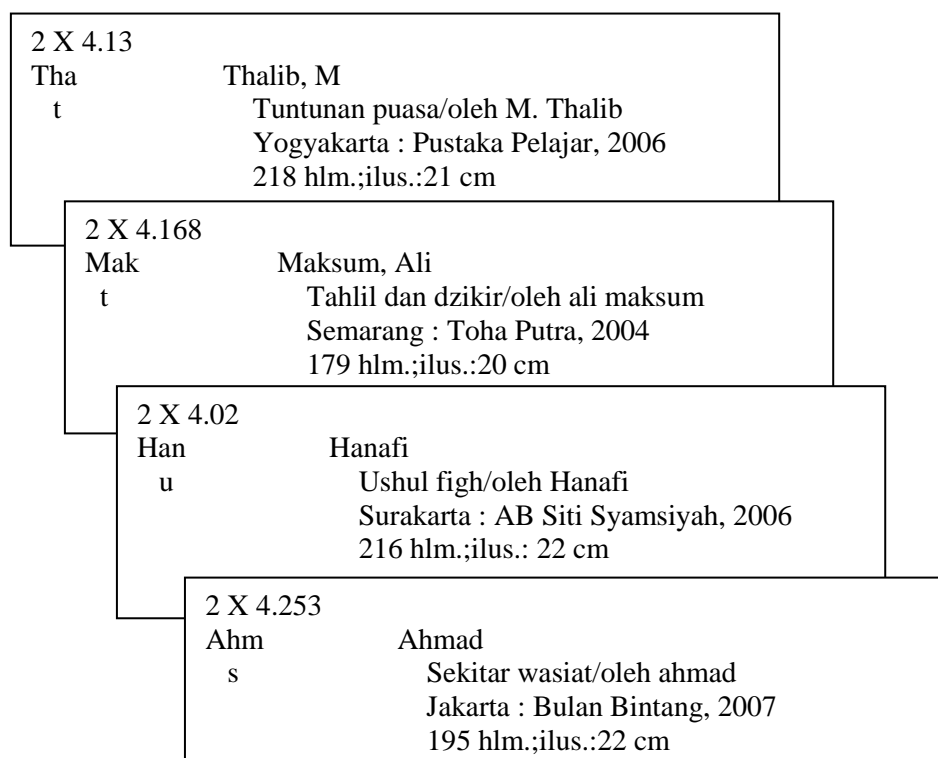 2 X 4.13
Tha Thalib, M
t Tuntunan puasa/oleh M. Thalib
Yogyakarta : Pustaka Pelajar, 2006
218 hlm.;ilus.:21 cm
2 X 4.168
Mak Maksum, Ali
t Tahlil dan dzikir/oleh ali maksum
Semarang : Toha Putra, 2004
179 hlm.;ilus.:20 cm
2 X 4.02
Han Hanafi
u Ushul figh/oleh Hanafi
Surakarta : AB Siti Syamsiyah, 2006
216 hlm.;ilus.: 22 cm
2 X 4.253
Ahm Ahmad
s Sekitar wasiat/oleh ahmad
Jakarta : Bulan Bintang, 2007
195 hlm.;ilus.:22 cm